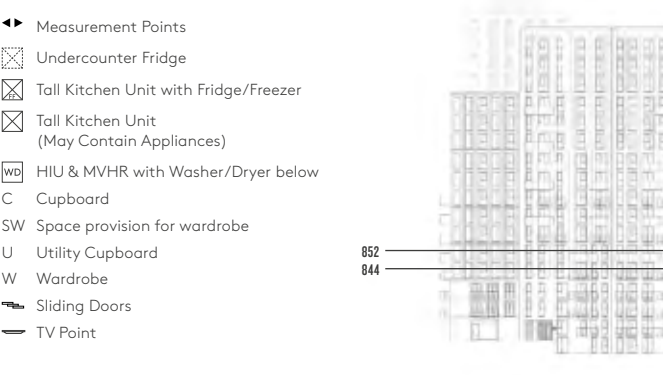 Measurement Points
Undercounter Fridge
FF Tall Kitchen Unit with Fridge/Freezer
Tall Kitchen Unit
(May Contain Appliances)
WD HIU & MVHR with Washer/Dryer below
C Cupboard
SW Space provision for wardrobe
U Utility Cupboard
W Wardrobe
Sliding Doors
TV Point
852
844